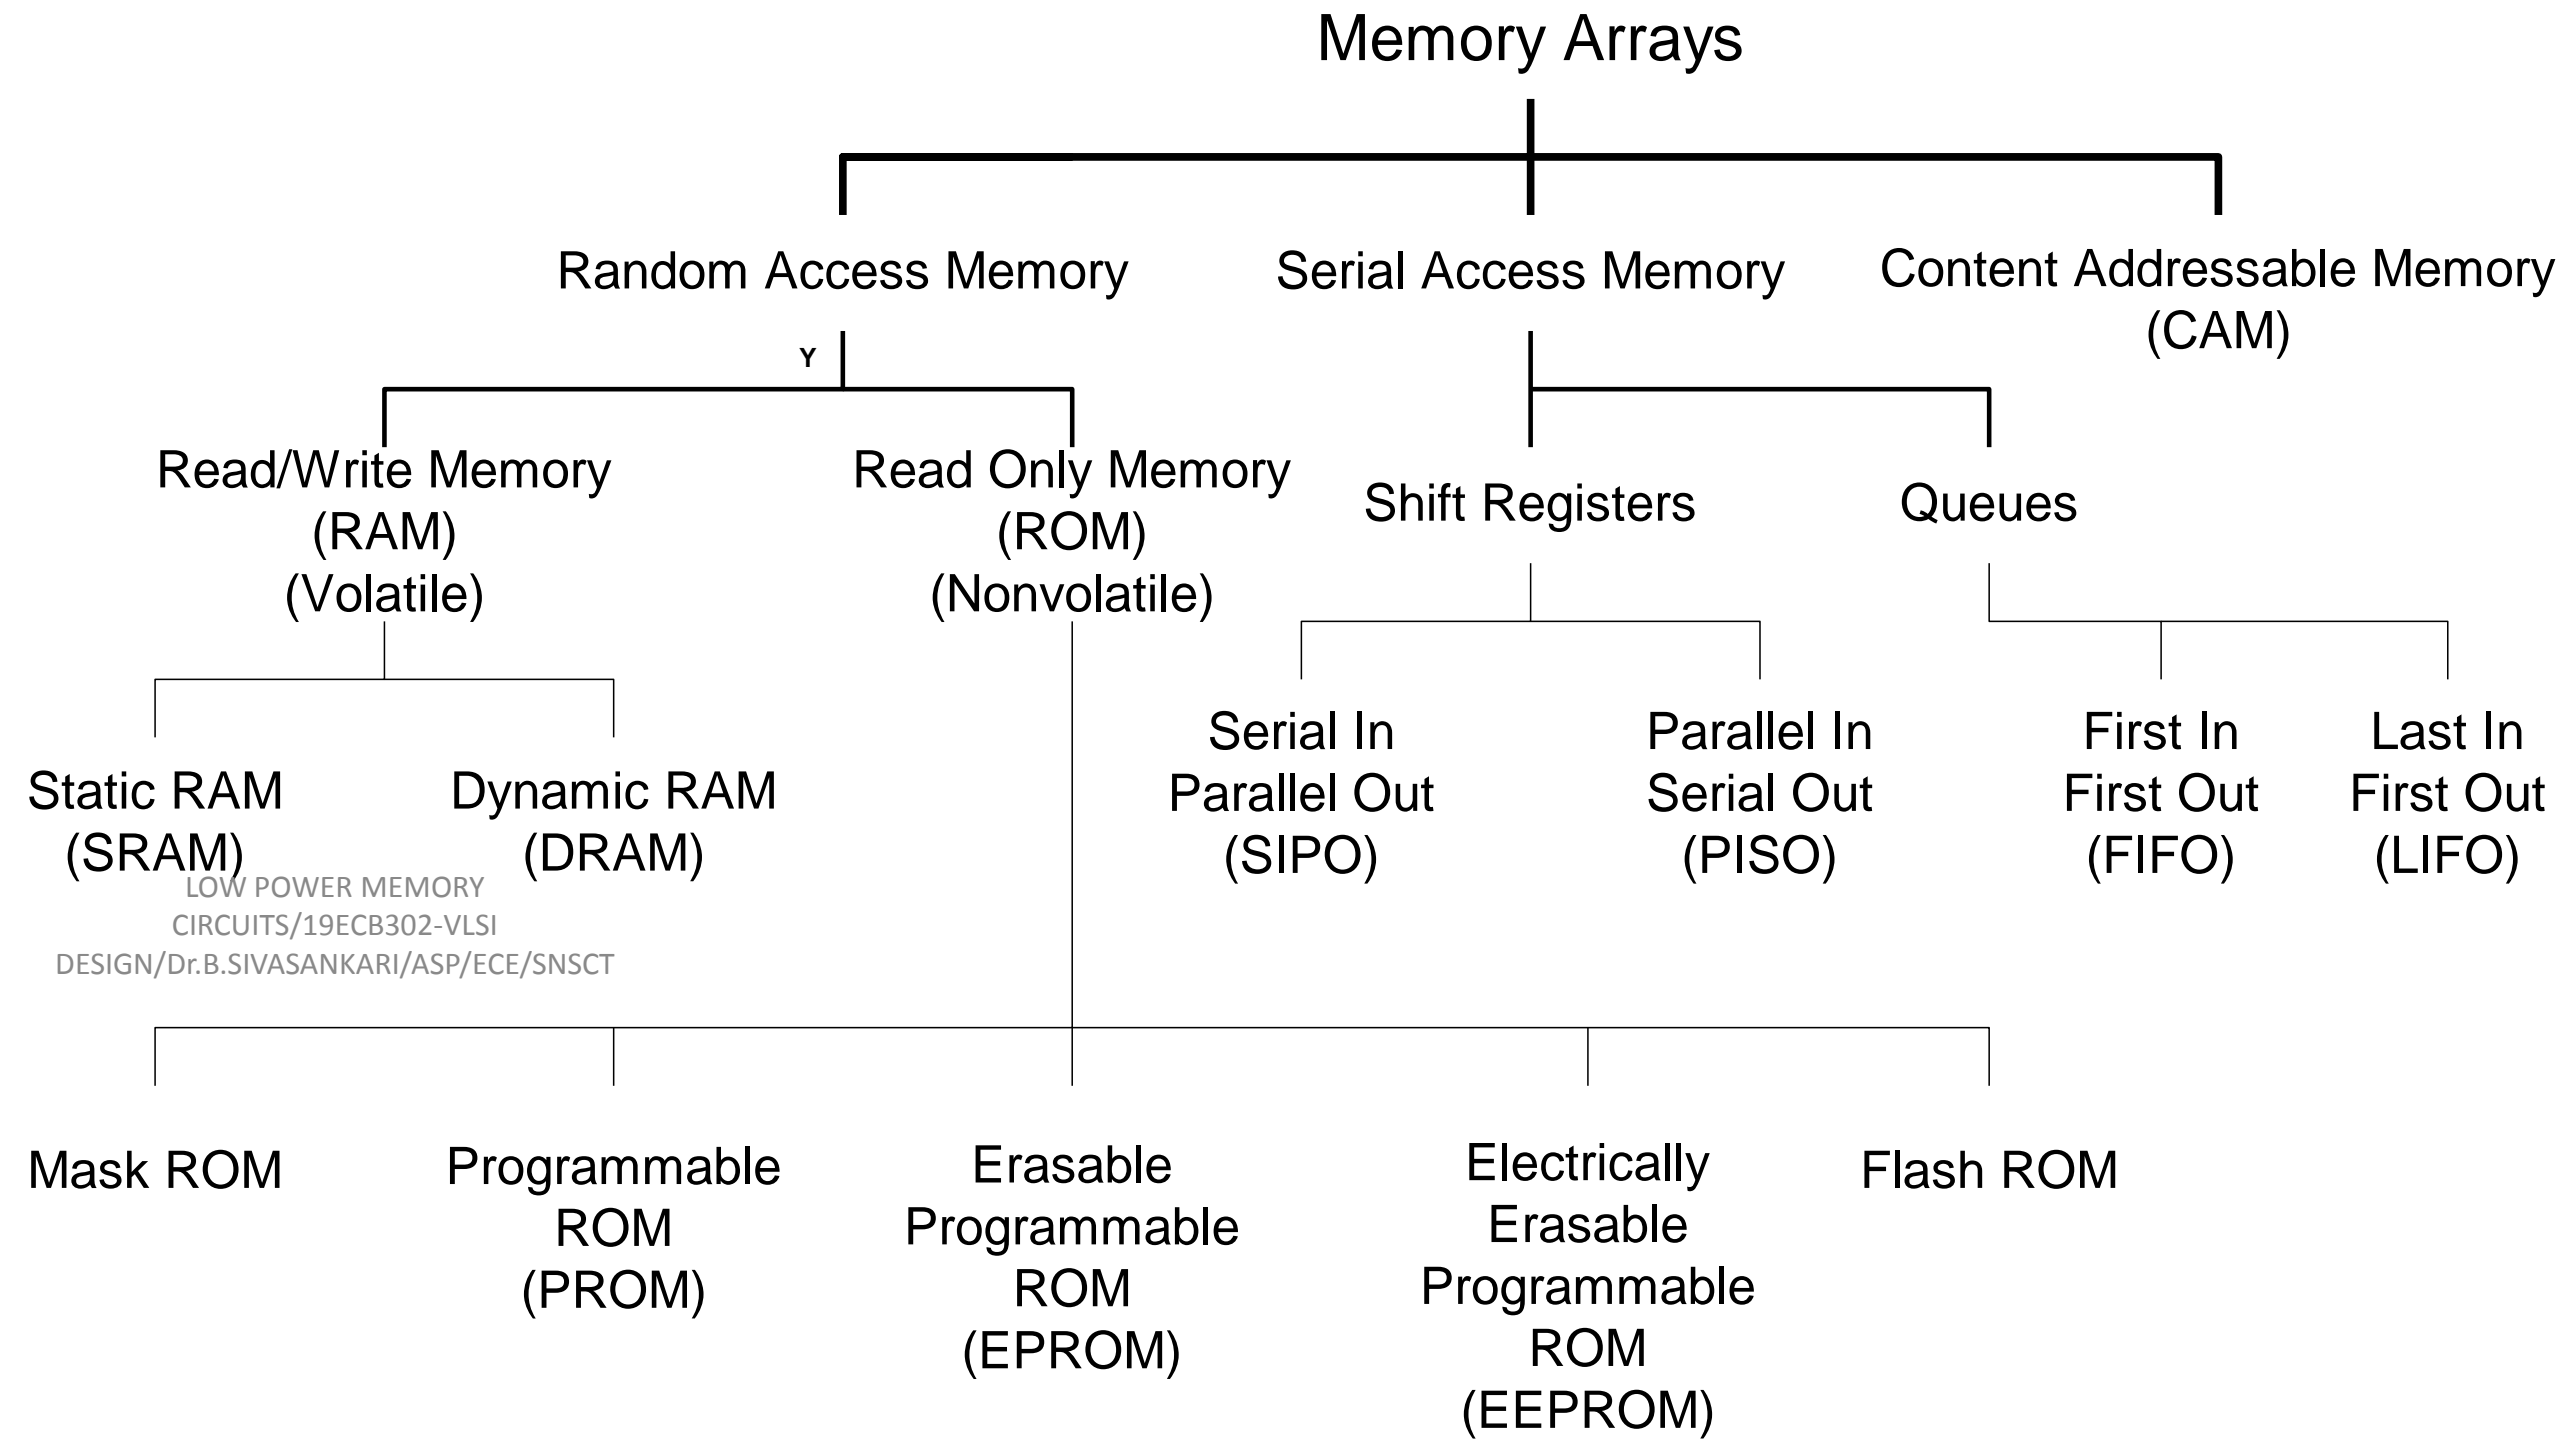 Memory Arrays
Random Access Memory
Serial Access Memory
Content Addressable Memory
(CAM)
Y
Read/Write Memory
(RAM)
(Volatile)
Read Only Memory
(ROM)
(Nonvolatile)
Shift Registers
Queues
Static RAM
(SRAM)
Dynamic RAM
(DRAM)
Serial In
Parallel Out
(SIPO)
Parallel In
Serial Out
(PISO)
First In
First Out
(FIFO)
Last In
First Out
(LIFO)
LOW POWER MEMORY
CIRCUITS/19ECB302-VLSI
DESIGN/Dr.B.SIVASANKARI/ASP/ECE/SNSCT
Mask ROM
Programmable
ROM
(PROM)
Erasable
Programmable
ROM
(EPROM)
Electrically
Erasable
Programmable
ROM
(EEPROM)
Flash ROM